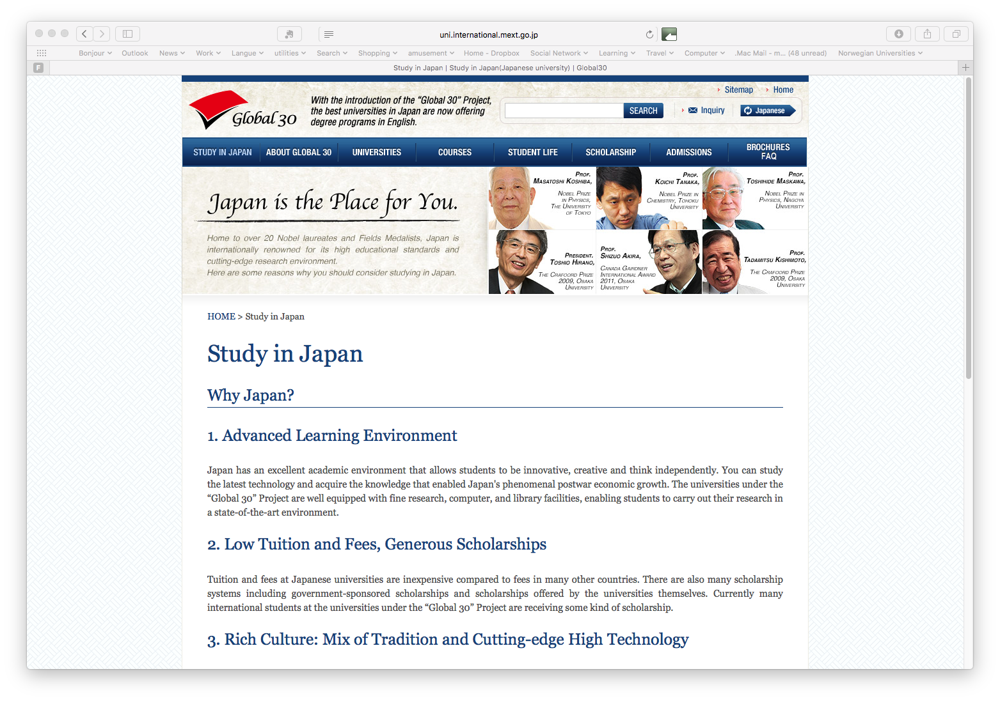 uni.international.mext.go.jp
Bonjour Outlook News Work Langue utilities Search Shopping amusement Home - Dropbox Social Network Learning Travel Computer .Mac Mail - m... (48 unread) Norwegian Universities
F
Study in Japan | Study in Japan(Japanese university) | Global30
Sitemap Home
Global 30
With the introduction of the “Global 30” Project,
the best universities in Japan are now offering
degree programs in English.
SEARCH Inquiry Japanese
STUDY IN JAPAN ABOUT GLOBAL 30 UNIVERSITIES COURSES STUDENT LIFE SCHOLARSHIP ADMISSIONS BROCHURES
FAQ
Japan is the Place for You.
Home to over 20 Nobel laureates and Fields Medalists, Japan is
internationally renowned for its high educational standards and
cutting-edge research environment.
Here are some reasons why you should consider studying in Japan.
Prof.
Masatoshi Koshiba,
Nobel Prize
in Physics,
The University
of Tokyo
Prof.
Koichi Tanaka,
Nobel Prize in
Chemistry, Tohoku
University
Prof.
Toshihide Maskawa,
Nobel Prize in
Physics, Nagoya
University
President.
Toshio Hirano,
The Crafoord Prize
2009, Osaka
University
Prof.
Shizuo Akira,
Canada Gairdner
International Award
2011, Osaka
University
Prof.
Tadamitsu Kishimoto,
The Crafoord Prize
2009, Osaka
University
HOME > Study in Japan
Study in Japan
Why Japan?
1. Advanced Learning Environment
Japan has an excellent academic environment that allows students to be innovative, creative and think independently. You can study
the latest technology and acquire the knowledge that enabled Japan's phenomenal postwar economic growth. The universities under the
“Global 30” Project are well equipped with fine research, computer, and library facilities, enabling students to carry out their research in
a state-of-the-art environment.
2. Low Tuition and Fees, Generous Scholarships
Tuition and fees at Japanese universities are inexpensive compared to fees in many other countries. There are also many scholarship
systems including government-sponsored scholarships and scholarships offered by the universities themselves. Currently many
international students at the universities under the “Global 30” Project are receiving some kind of scholarship.
3. Rich Culture: Mix of Tradition and Cutting-edge High Technology